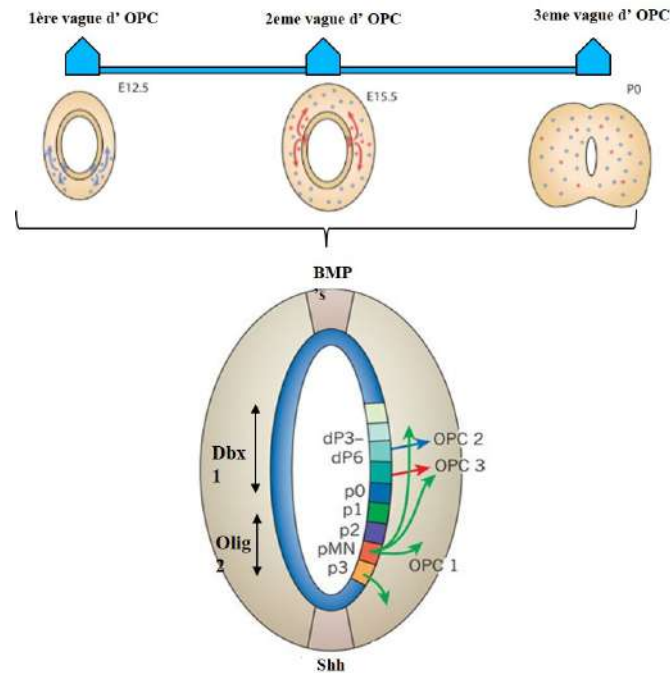 1ère vague d’ OPC
2eme vague d’ OPC
3eme vague d’ OPC
E12.5
E15.5
P0
BMP
’s
dP3–
dP6
OPC 2
OPC 3
Dbx
1
p0
p1
p2
Olig
2
pMN
p3
OPC 1
Shh